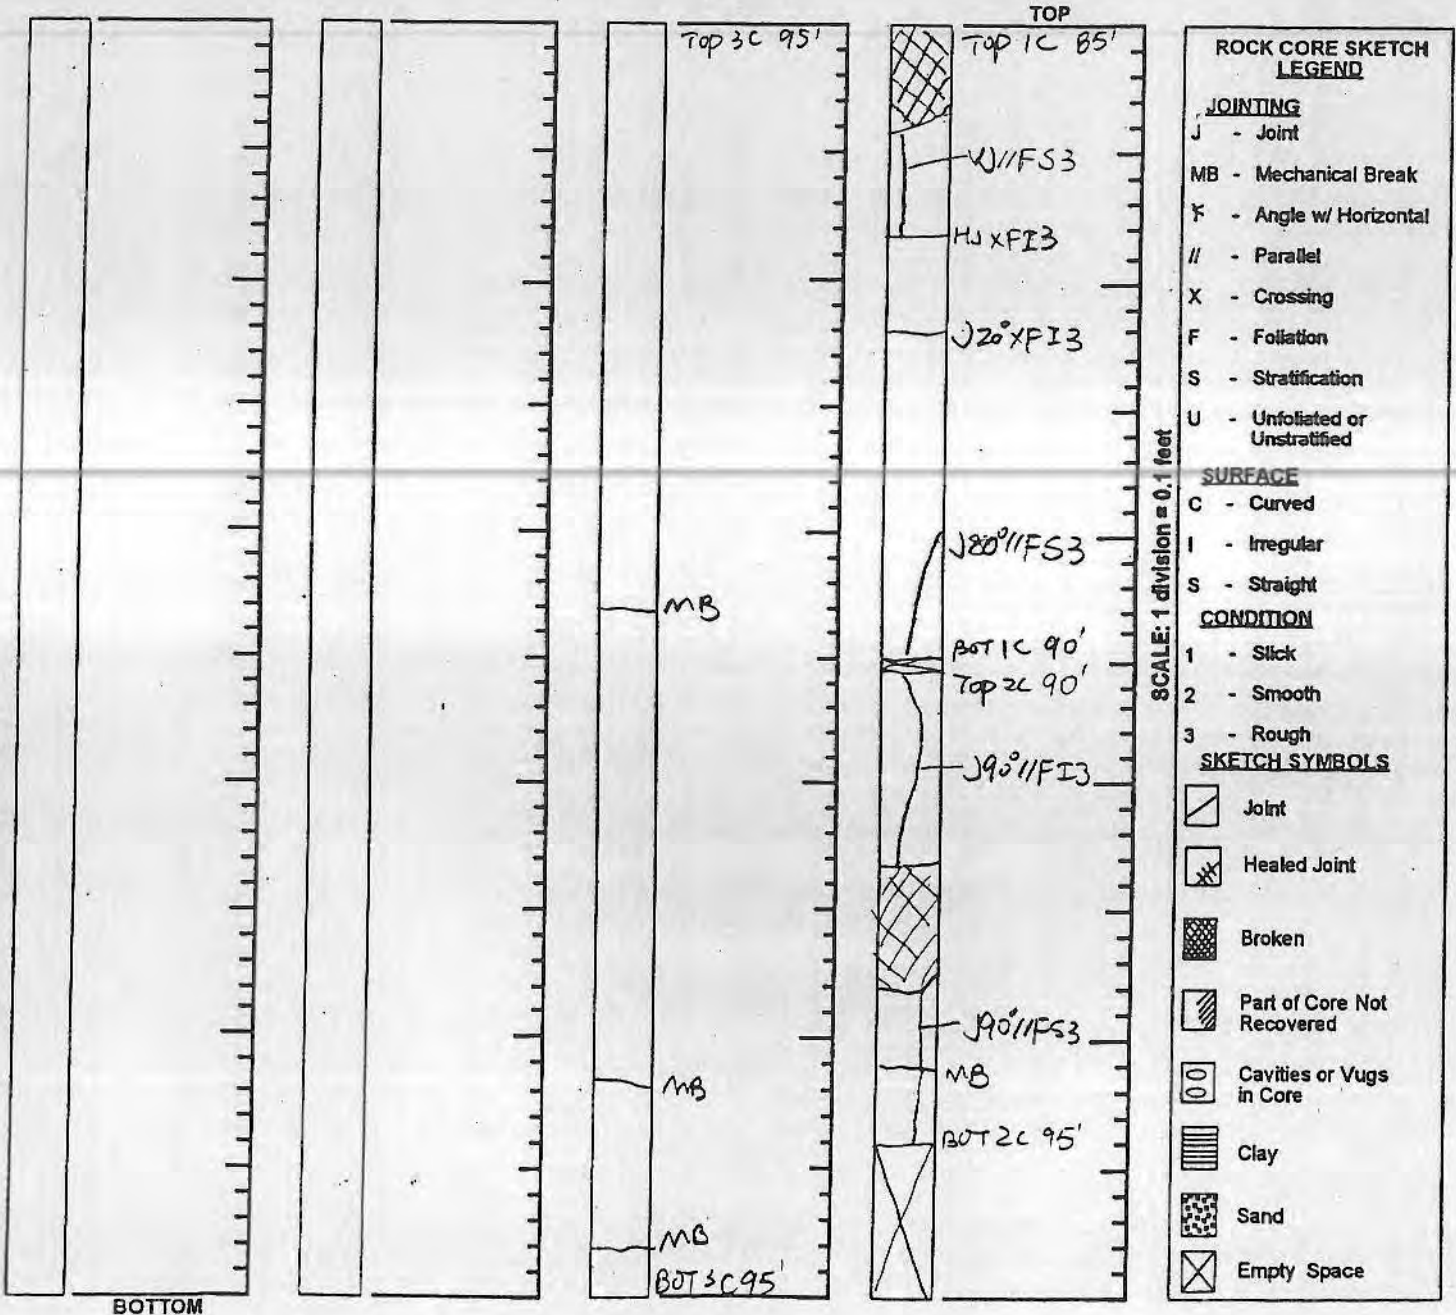 TOP
Top 3C 95'
MB
MB
MB
BOT 3C 95'
Top 1C 85'
VJ//FS3
HJXFI3
J20°XFI3
J80°//FS3
BOT 1C 90'
Top 2C 90'
J90°//FI3
J90°//FS3
MB
BOT 2C 95'
BOTTOM
SCALE: 1 division = 0.1 feet
ROCK CORE SKETCH
LEGEND
JOINTING
J - Joint
MB - Mechanical Break
- Angle w/ Horizontal
// - Parallel
X - Crossing
F - Foliation
S - Stratification
U - Unfoliated or
Unstratified
SURFACE
C - Curved
I - Irregular
S - Straight
CONDITION
1 - Slick
2 - Smooth
3 - Rough
SKETCH SYMBOLS
Joint
Healed Joint
Broken
Part of Core Not
Recovered
Cavities or Vugs
in Core
Clay
Sand
Empty Space